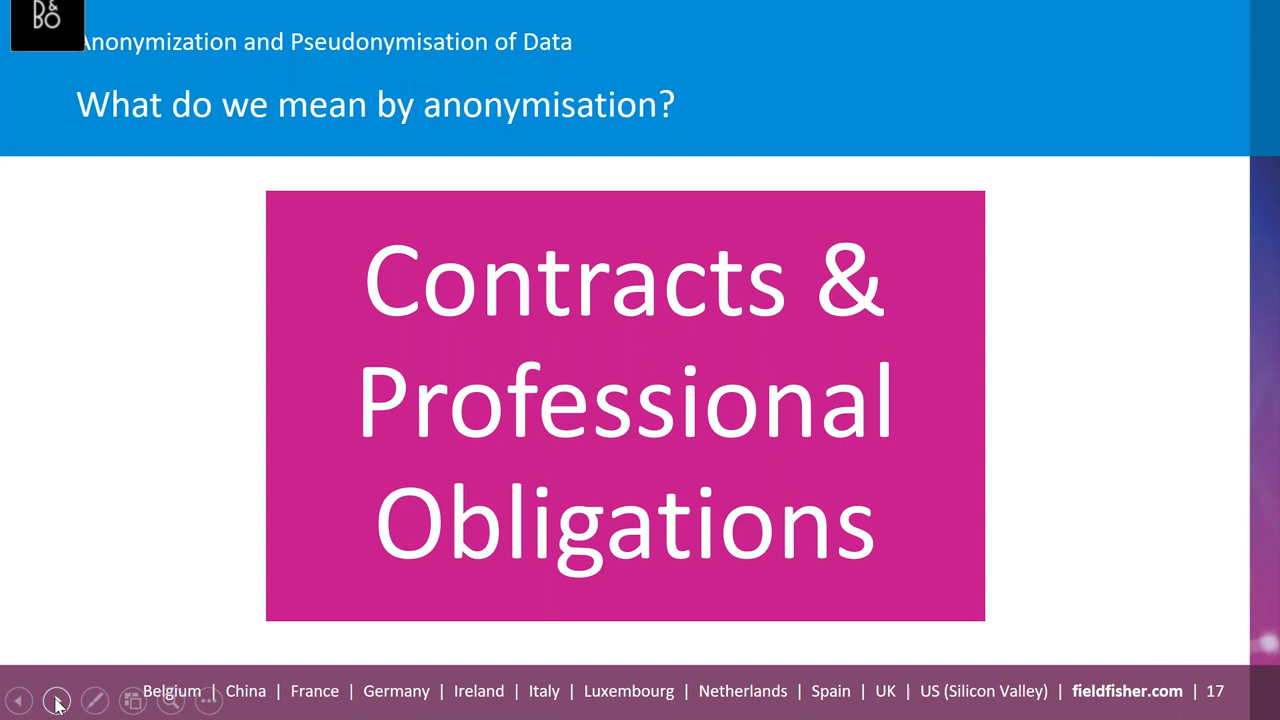 B&
BO
Anonymization and Pseudonymisation of Data
What do we mean by anonymisation?
Contracts &
Professional
Obligations
Belgium | China | France | Germany | Ireland | Italy | Luxembourg | Netherlands | Spain | UK | US (Silicon Valley) | fieldfisher.com | 17